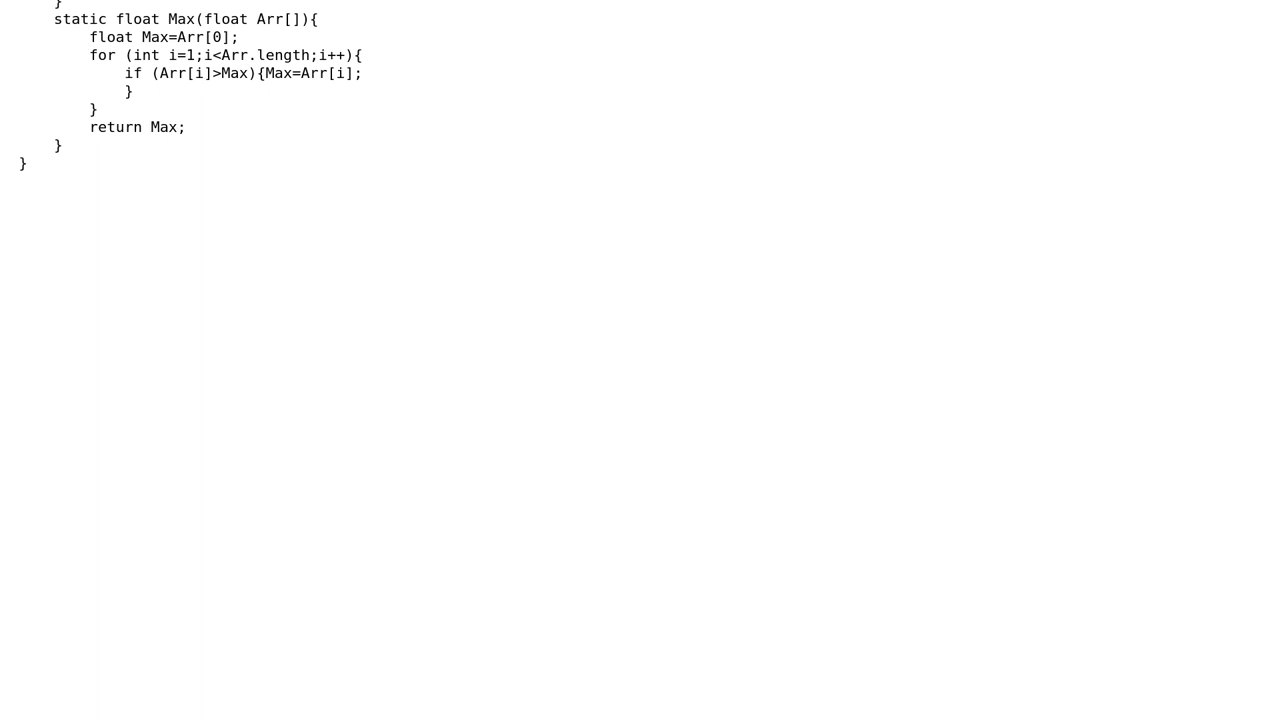 }
    static float Max(float Arr[]){
        float Max=Arr[0];
        for (int i=1;i<Arr.length;i++){
            if (Arr[i]>Max){Max=Arr[i];
            }
        }
        return Max;
    }
}